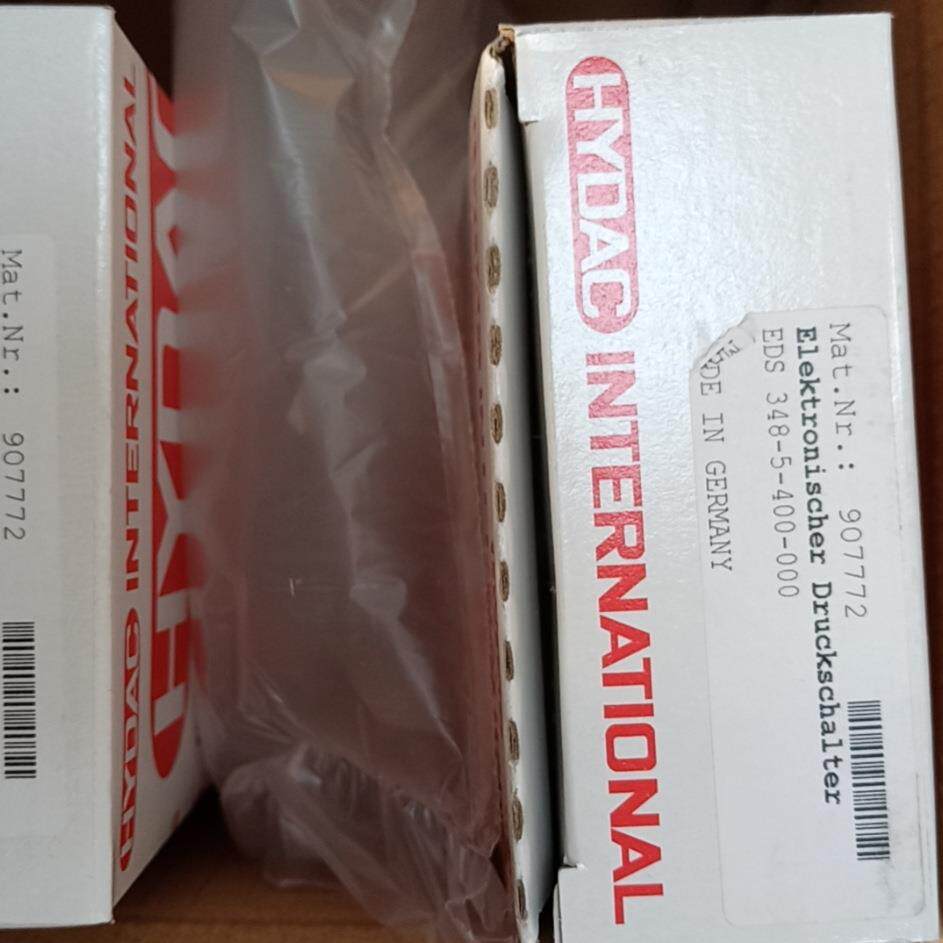 HYDAC INTERNATIONAL
Mat.Nr.: 907772
Elektronischer Druckschalter
EDS 348-5-400-000
DE IN GERMANY
Mat.Nr.: 907772
HYDAC INTERNATIONAL
HYDAC